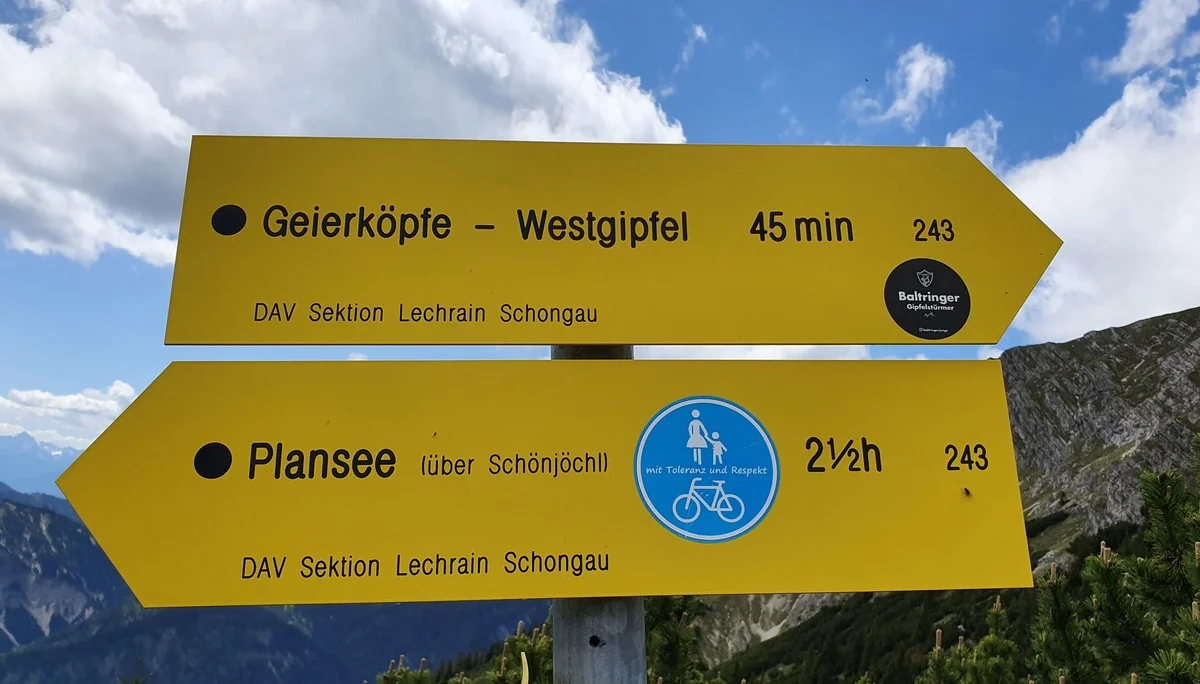 Geierköpfe – Westgipfel 45 min 243
Baltringer
Gipfelstürmer
DAV Sektion Lechrain Schongau
Plansee (über Schönjöchl) 2½h 243
mit Toleranz und Respekt
DAV Sektion Lechrain Schongau